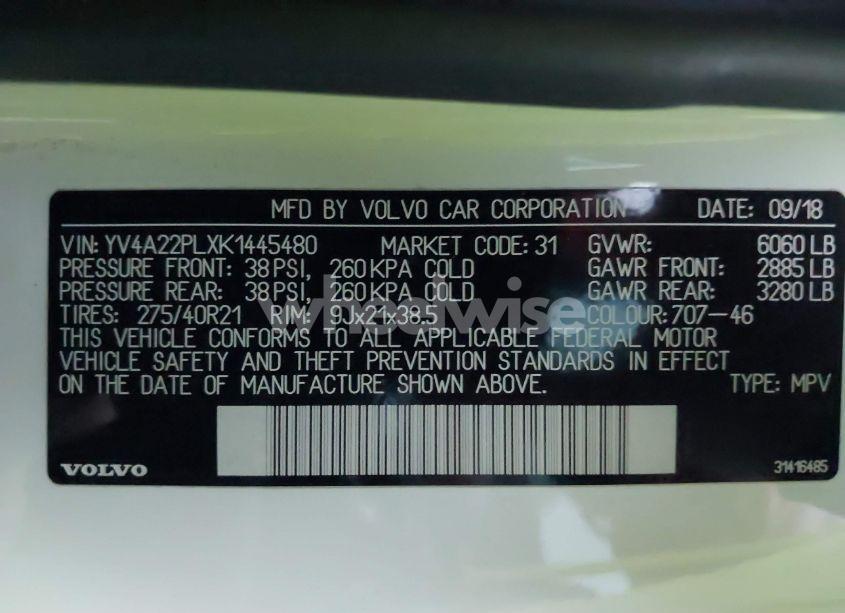 MFD BY VOLVO CAR CORPORATION DATE: 09/18
VIN: YV4A22PLXK1445480 MARKET CODE: 31 GVWR: 6060 LB
PRESSURE FRONT: 38 PSI, 260 KPA COLD GAWR FRONT: 2885 LB
PRESSURE REAR: 38 PSI, 260 KPA COLD GAWR REAR: 3280 LB
TIRES: 275/40R21 RIM: 9Jx21x38.5 COLOUR: 707-46
THIS VEHICLE CONFORMS TO ALL APPLICABLE FEDERAL MOTOR
VEHICLE SAFETY AND THEFT PREVENTION STANDARDS IN EFFECT
ON THE DATE OF MANUFACTURE SHOWN ABOVE. TYPE: MPV
VOLVO 31416485
wheelwise